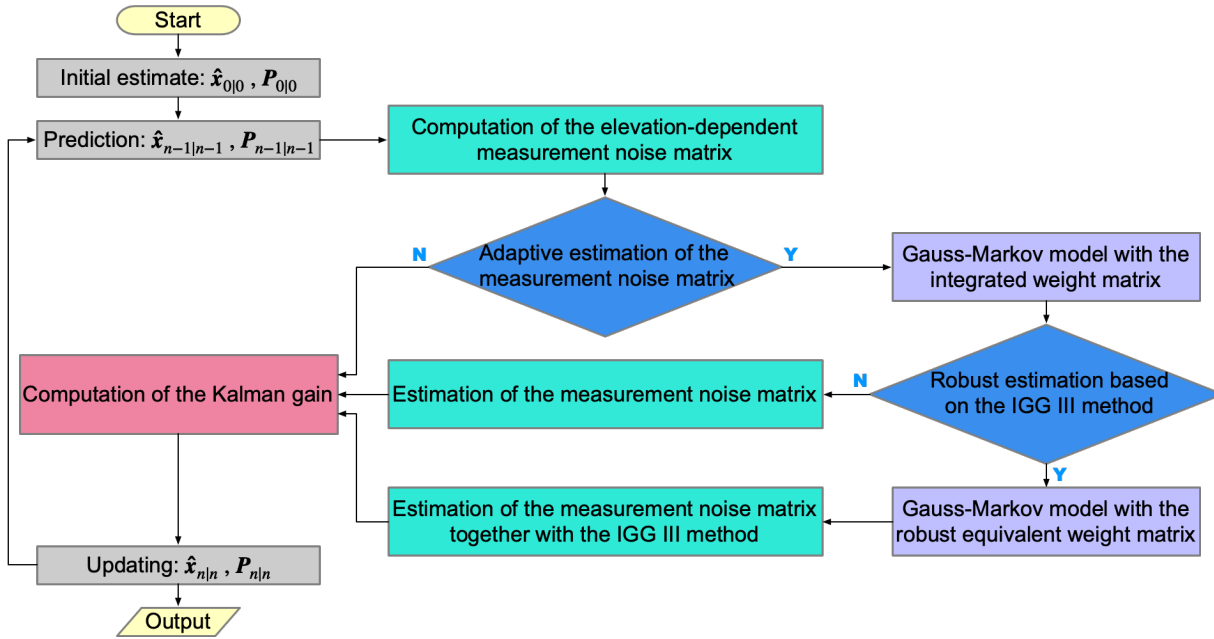 Start
Initial estimate: x̂₀|₀ , P₀|₀
Prediction: x̂ₙ₋₁|ₙ₋₁ , Pₙ₋₁|ₙ₋₁
Computation of the elevation-dependent
measurement noise matrix
Adaptive estimation of the
measurement noise matrix
N
Y
Gauss-Markov model with the
integrated weight matrix
Robust estimation based
on the IGG III method
N
Y
Estimation of the measurement noise matrix
Computation of the Kalman gain
Gauss-Markov model with the
robust equivalent weight matrix
Estimation of the measurement noise matrix
together with the IGG III method
Updating: x̂ₙ|ₙ , Pₙ|ₙ
Output